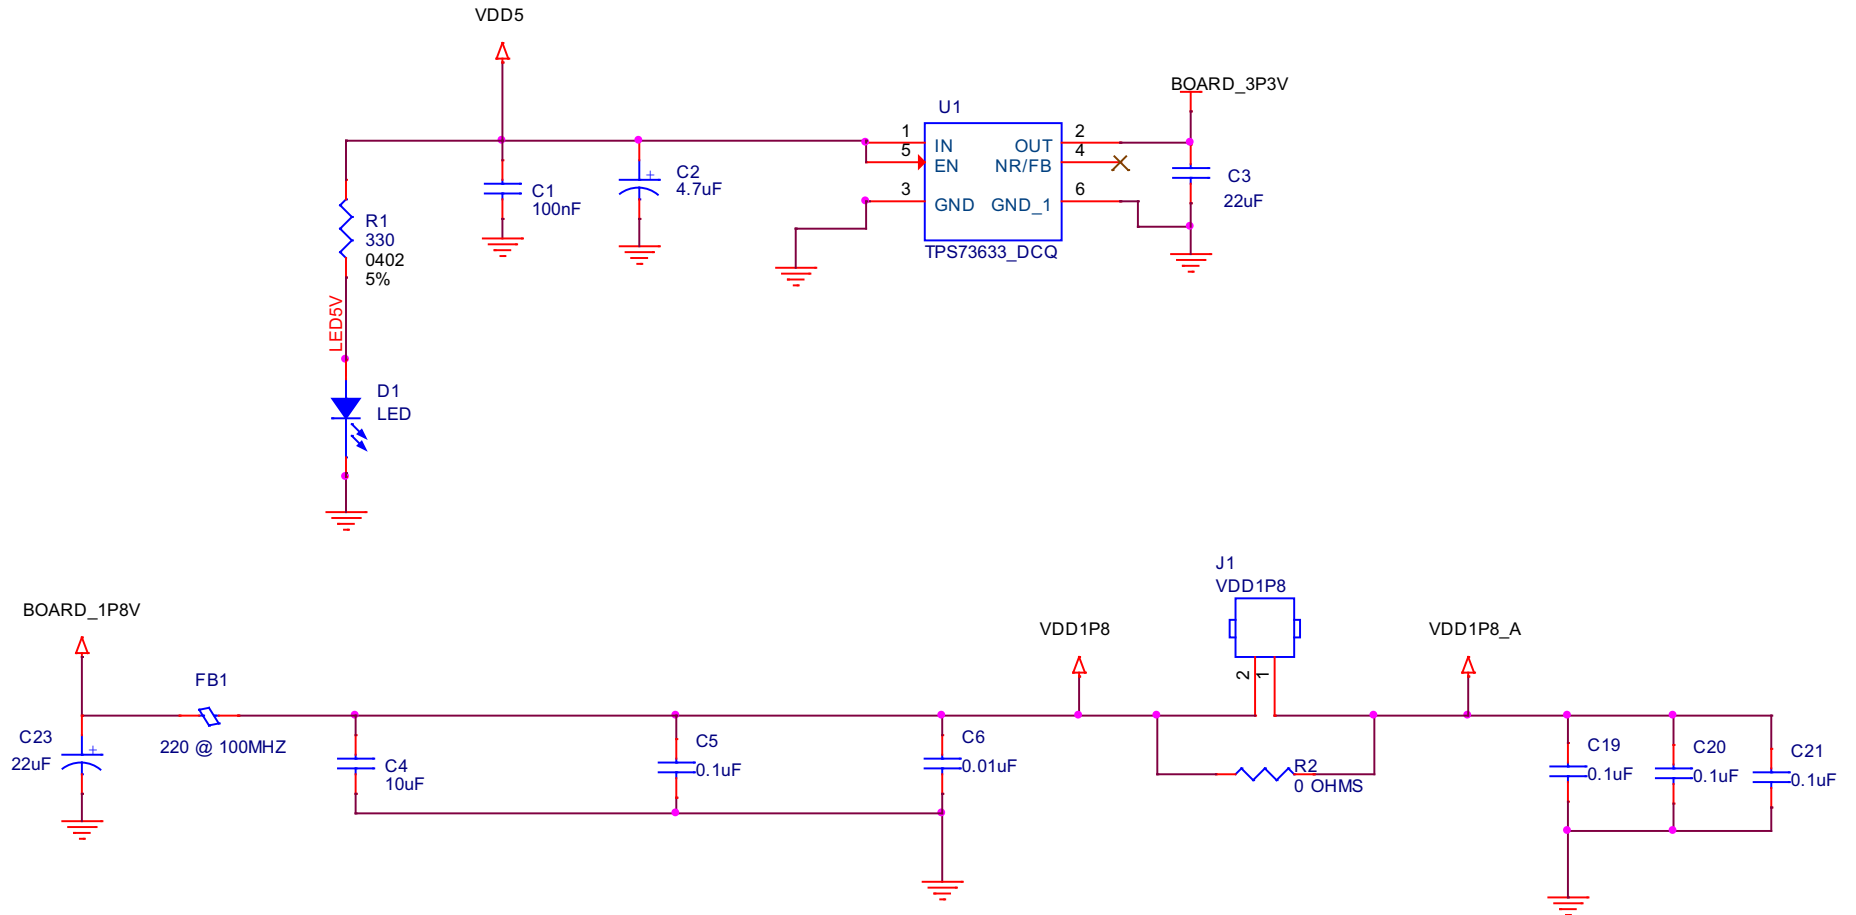 VDD5
BOARD_3P3V
U1
1
IN
OUT
2
5
EN
NR/FB
4
3
GND
GND_1
6
TPS73633_DCQ
C1
100nF
+
C2
4.7uF
C3
22uF
R1
330
0402
5%
LED5V
D1
LED
J1
VDD1P8
BOARD_1P8V
VDD1P8
VDD1P8_A
2
1
FB1
220 @ 100MHZ
C23
22uF
+
C4
10uF
C5
0.1uF
C6
0.01uF
R2
0 OHMS
C19
0.1uF
C20
0.1uF
C21
0.1uF